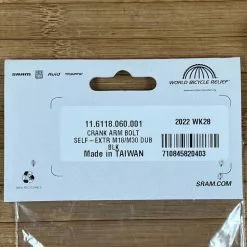 SRAM
Avid
WORLD BICYCLE RELIEF
11.6118.060.001
2022 WK28
CRANK ARM BOLT
SELF-EXTR M18/M30 DUB
BLK
Made in TAIWAN
710845820403
SRAM.COM